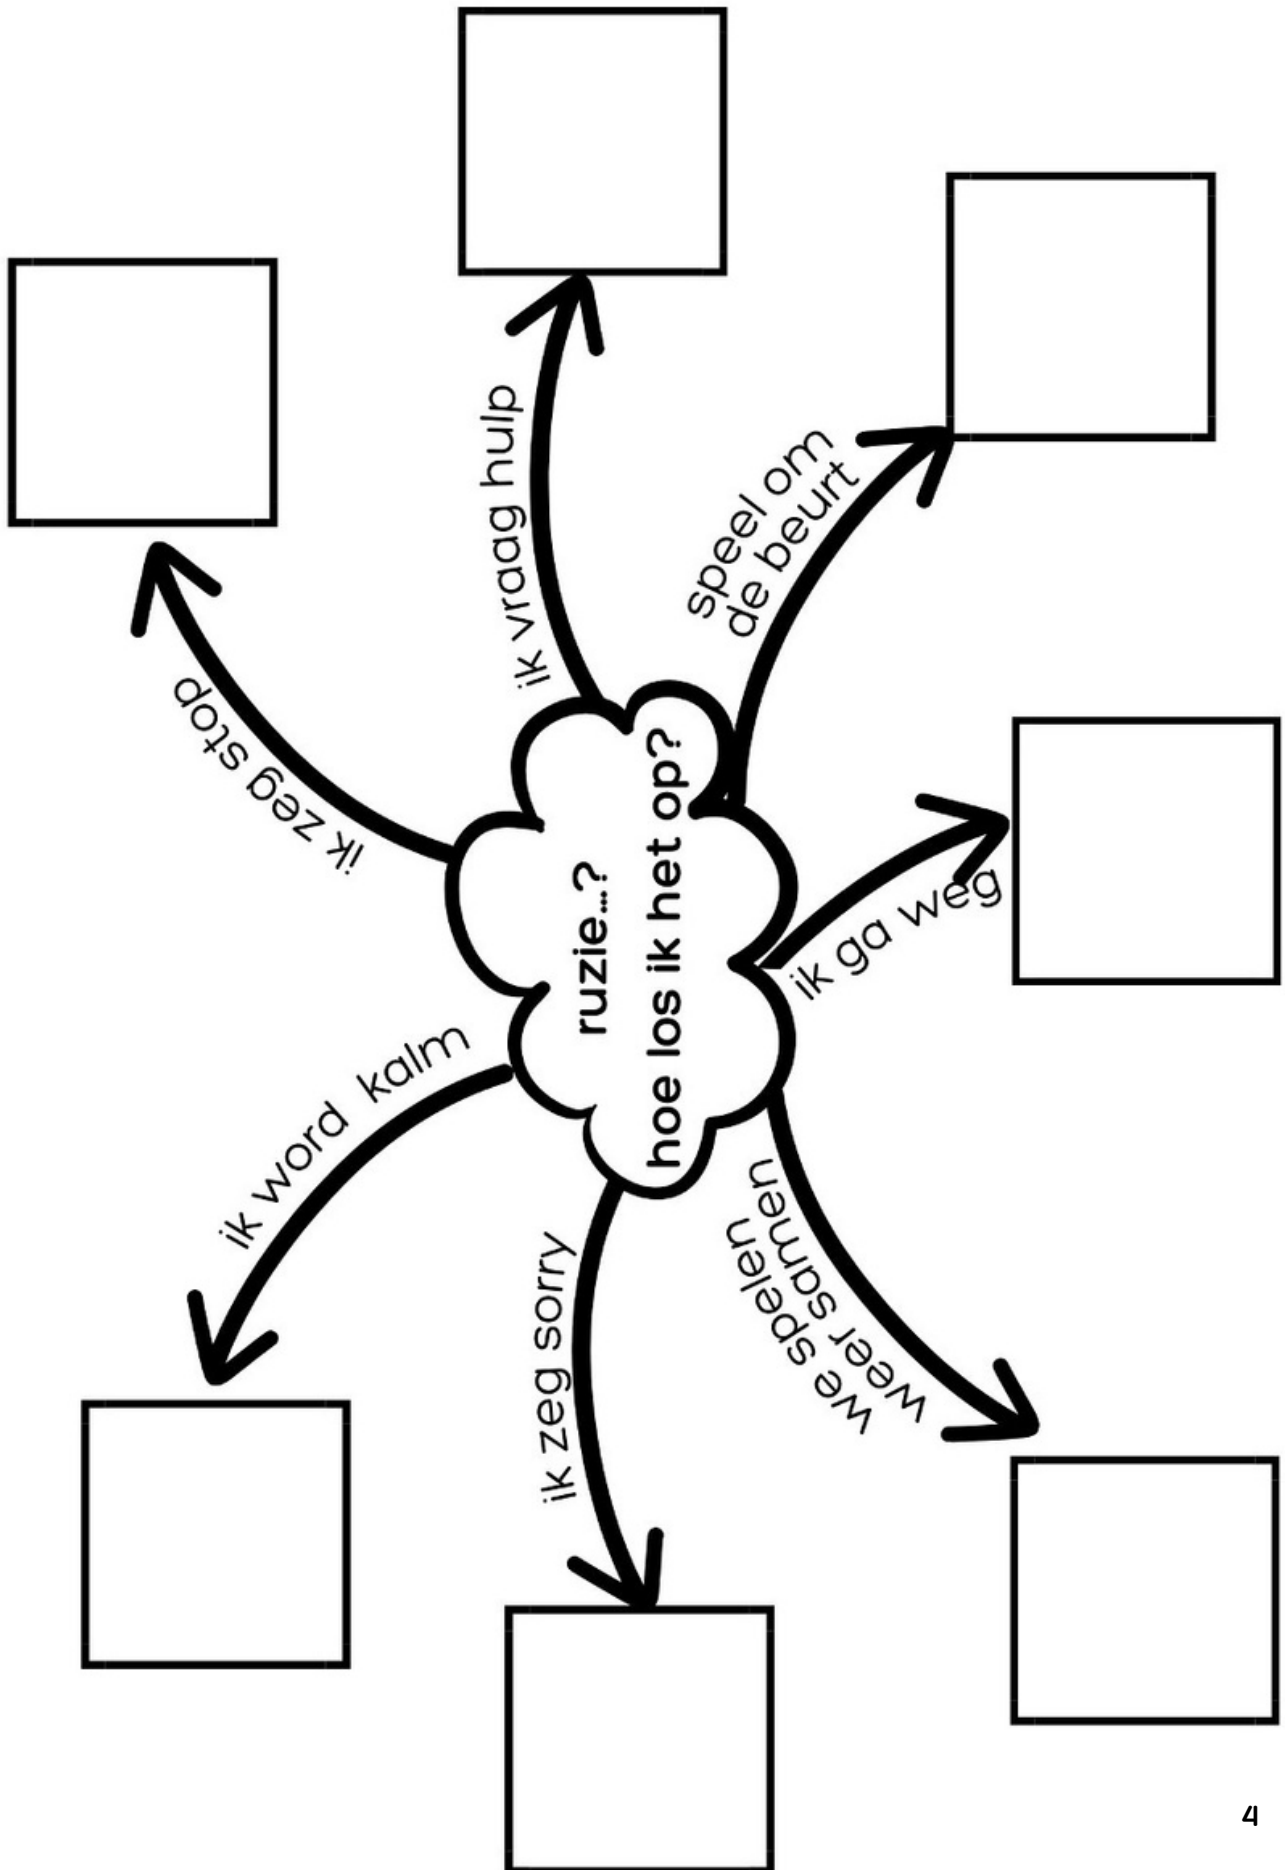 ruzie...?
hoe los ik het op?
ik vraag hulp
speel om
de beurt
ik ga weg
we spelen
weer samen
ik zeg sorry
ik word kalm
ik zeg stop
4